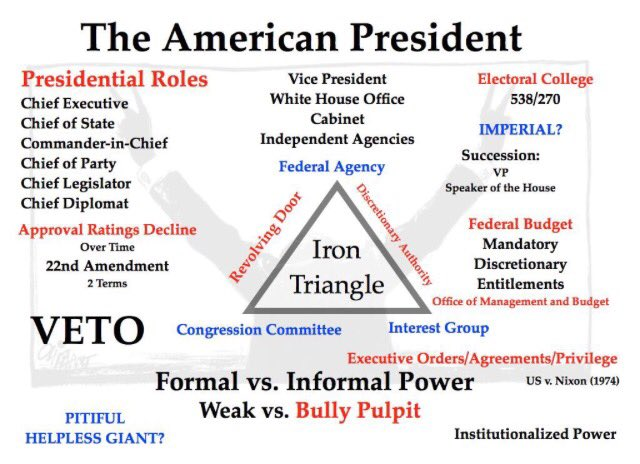 The American President
Presidential Roles
Chief Executive
Chief of State
Commander-in-Chief
Chief of Party
Chief Legislator
Chief Diplomat
Approval Ratings Decline
Over Time
22nd Amendment
2 Terms
VETO
Vice President
White House Office
Cabinet
Independent Agencies
Federal Agency
Revolving Door
Discretionary Authority
Iron
Triangle
Congression Committee
Interest Group
Electoral College
538/270
IMPERIAL?
Succession:
VP
Speaker of the House
Federal Budget
Mandatory
Discretionary
Entitlements
Office of Management and Budget
Executive Orders/Agreements/Privilege
US v. Nixon (1974)
Formal vs. Informal Power
Weak vs. Bully Pulpit
PITIFUL
HELPLESS GIANT?
Institutionalized Power